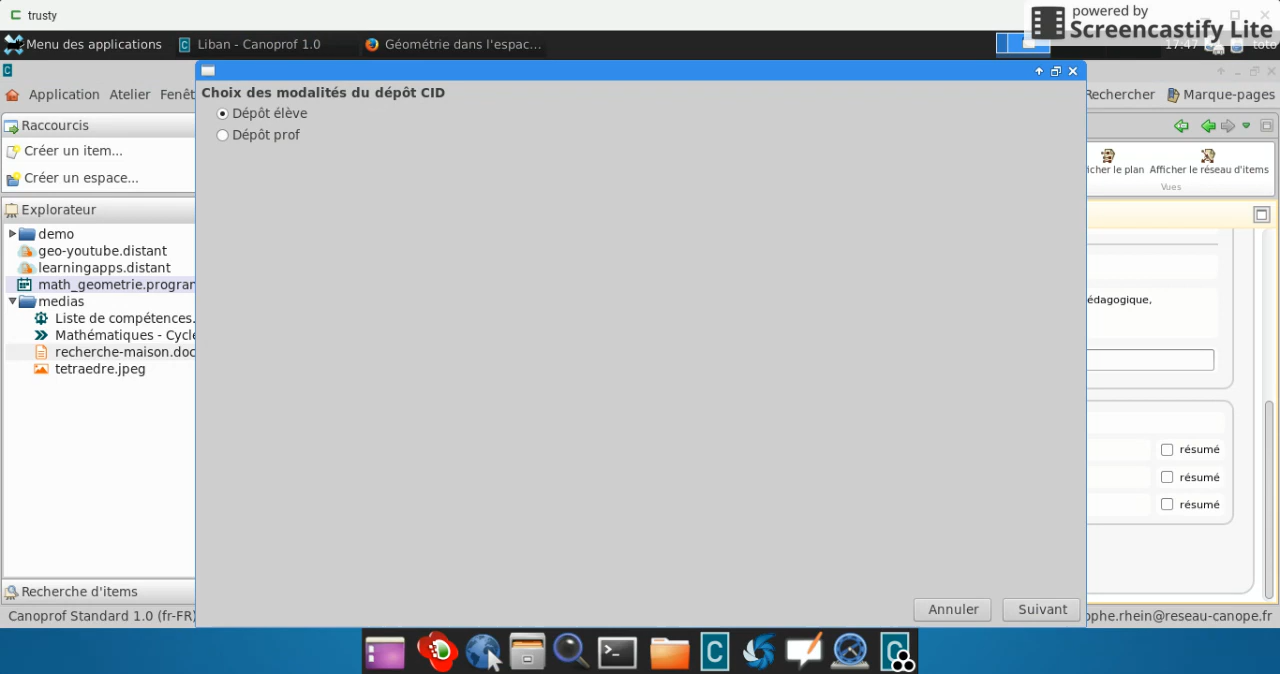 trusty
powered by
Screencastify Lite
Menu des applications
Liban - Canoprof 1.0
Géométrie dans l'espac...
17:47
toto
Application
Atelier
Rechercher
Marque-pages
Raccourcis
Créer un item...
Créer un espace...
Explorateur
demo
geo-youtube.distant
learningapps.distant
math_geometrie.program
medias
Liste de compétences.
Mathématiques - Cycle
recherche-maison.doc
tetraedre.jpeg
Recherche d'items
Canoprof Standard 1.0 (fr-FR)
Choix des modalités du dépôt CID
Dépôt élève
Dépôt prof
Annuler
Suivant
icher le plan
Afficher le réseau d'items
Vues
édagogique,
résumé
résumé
résumé
ophe.rhein@reseau-canope.fr